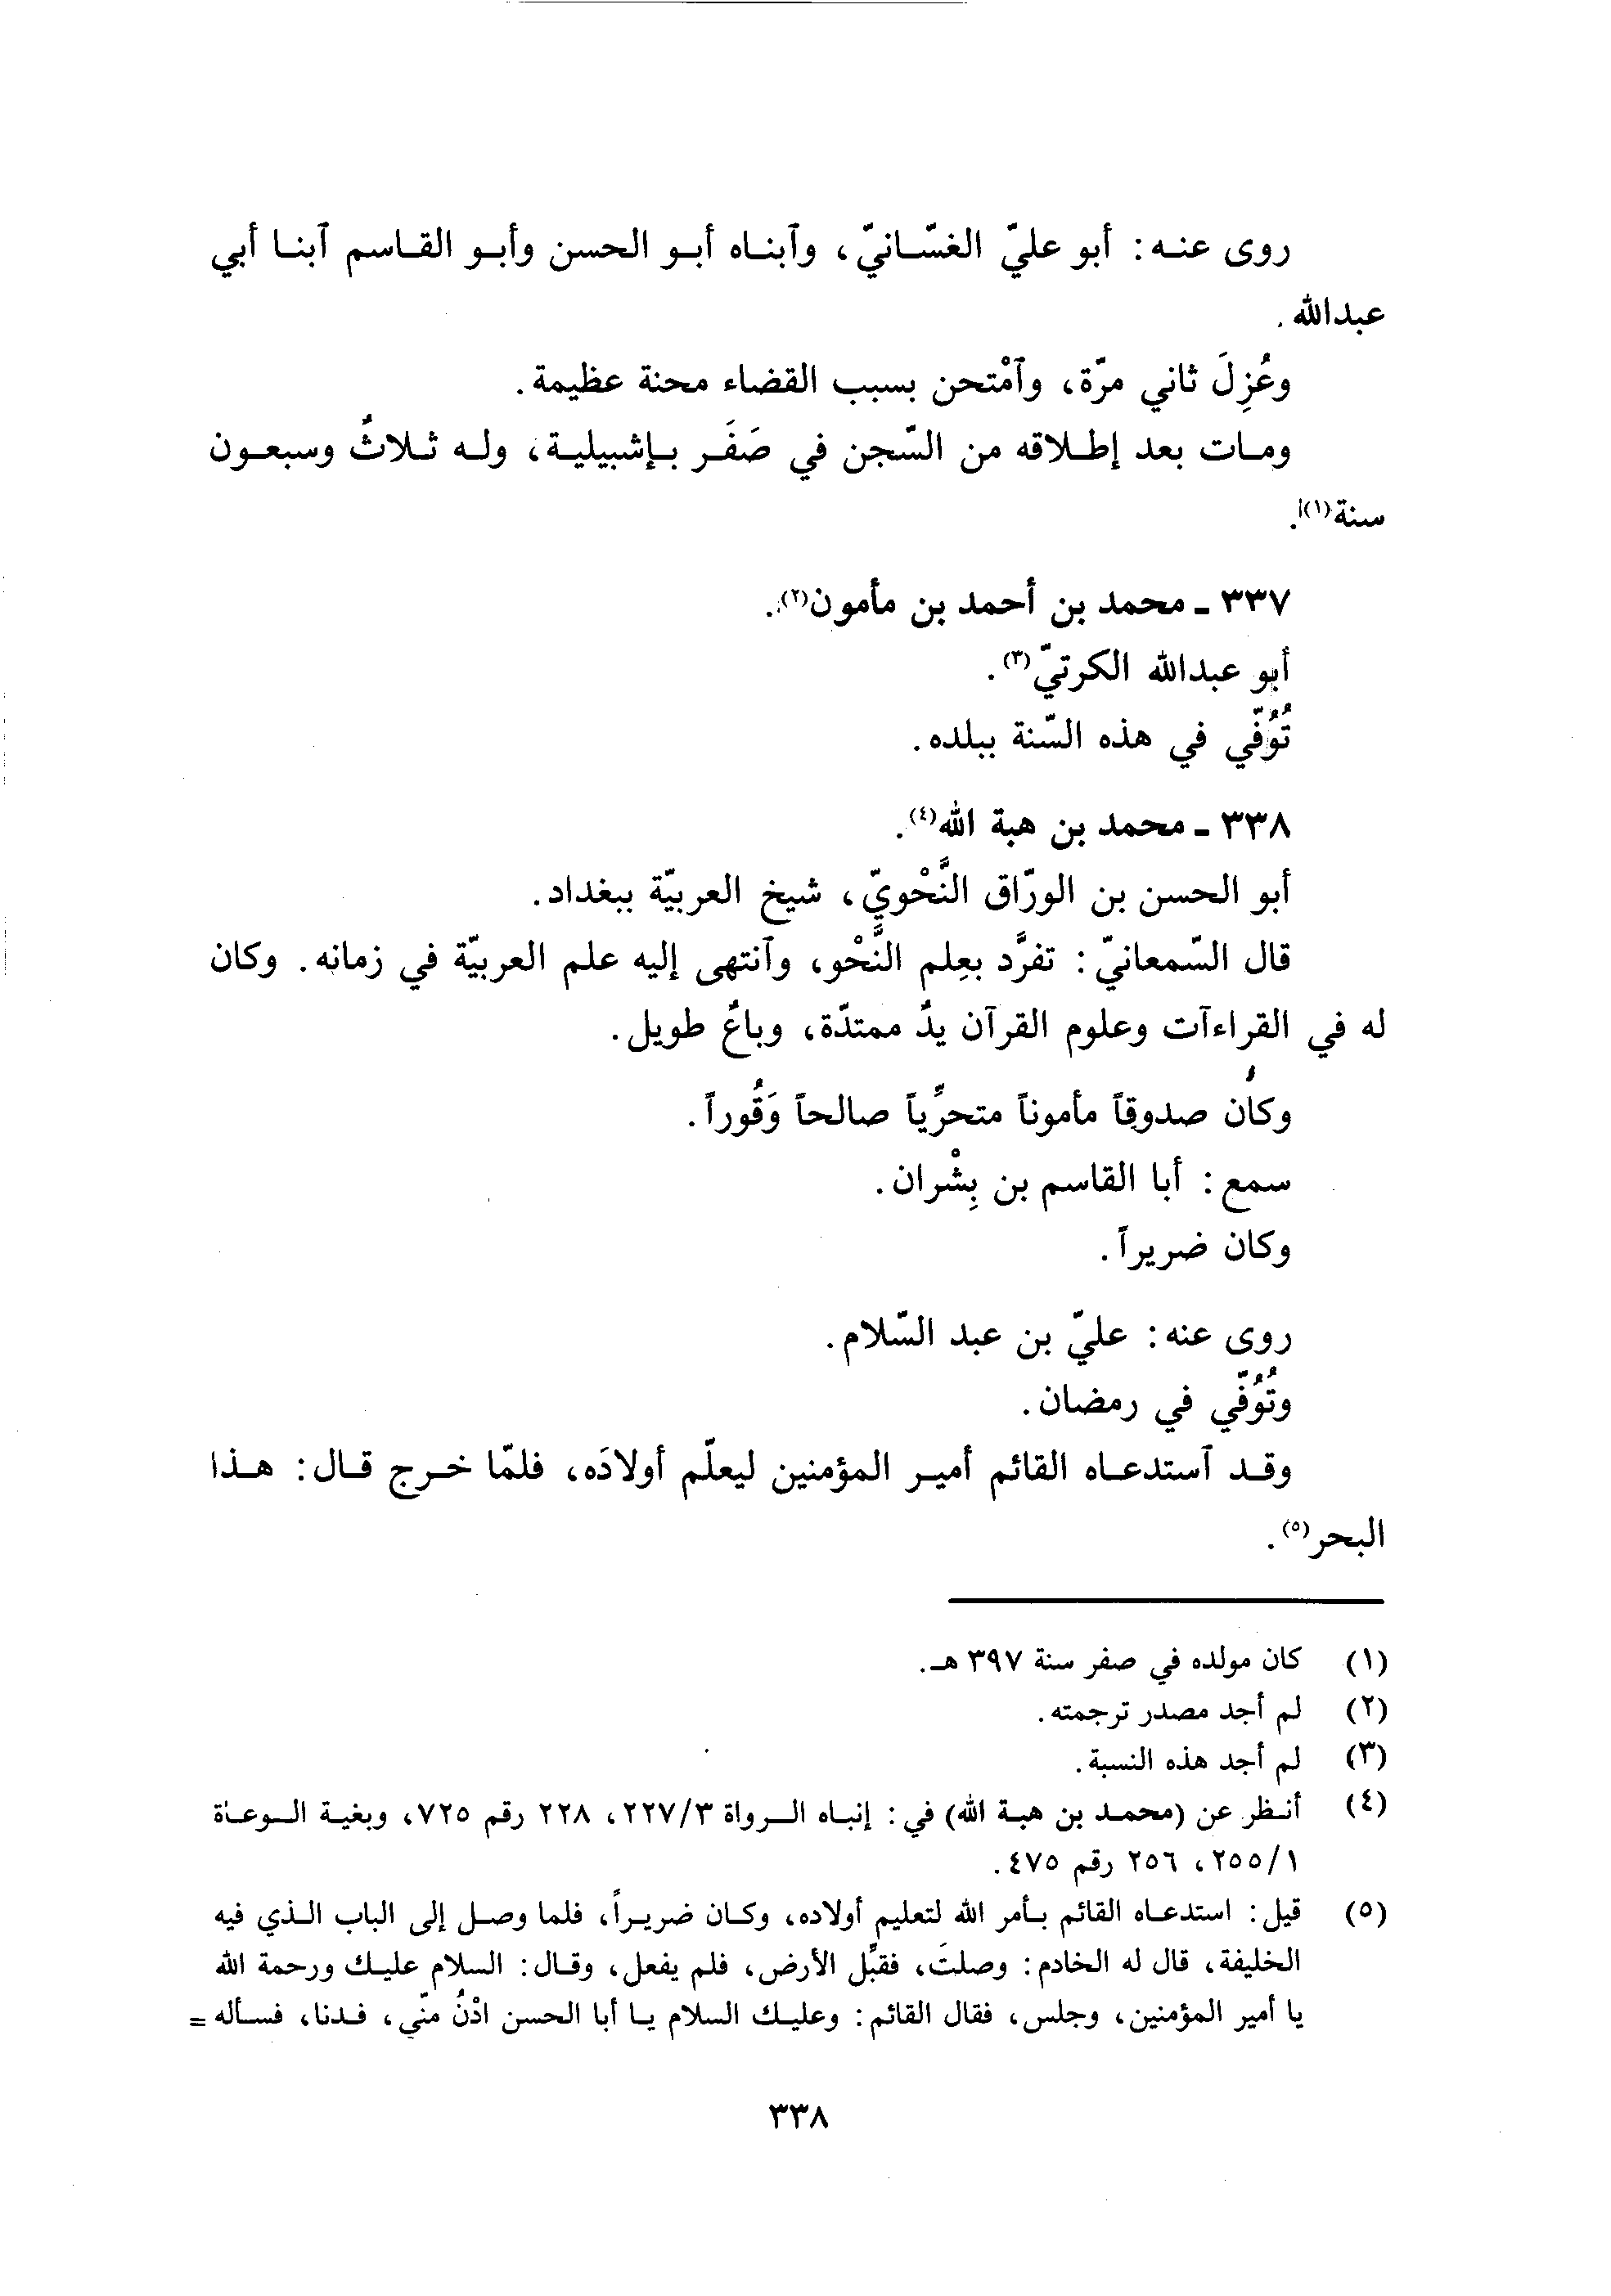 روى عنه: أبو عليّ الغسّانيّ، وآبناه أبو الحسن وأبو القاسم آبنا أبي
عبدالله.
وعُزِلَ ثاني مرّة، وآمْتحن بسبب القضاء محنة عظيمة.
ومات بعد إطلاقه من السّجن في صَفَر بإشبيلية، وله ثلاثٌ وسبعون
سنة(١).
٣٣٧ ـ محمد بن أحمد بن مأمون(٢).
أبو عبدالله الكرتيّ(٣).
تُوُفّي في هذه السّنة ببلده.
٣٣٨ ـ محمد بن هبة الله(٤).
أبو الحسن بن الورّاق النَّحْويّ، شيخ العربيّة ببغداد.
قال السّمعانيّ: تفرَّد بعِلم النَّحْو، وآنتهى إليه علم العربيّة في زمانه. وكان
له في القراءآت وعلوم القرآن يدٌ ممتدّة، وباعٌ طويل.
وكان صدوقاً مأموناً متحرِّياً صالحاً وَقُوراً.
سمع: أبا القاسم بن بِشْران.
وكان ضريراً.
روى عنه: عليّ بن عبد السّلام.
وتُوُفّي في رمضان.
وقد آستدعاه القائم أمير المؤمنين ليعلّم أولادَه، فلمّا خرج قال: هذا
البحر(٥).
(١) كان مولده في صفر سنة ٣٩٧ هـ.
(٢) لم أجد مصدر ترجمته.
(٣) لم أجد هذه النسبة.
(٤) أنظر عن (محمد بن هبة الله) في: إنباه الرواة ٢٢٧/٣، ٢٢٨ رقم ٧٢٥، وبغية الوعاة
٢٥٥/١، ٢٥٦ رقم ٤٧٥.
(٥) قيل: استدعاه القائم بأمر الله لتعليم أولاده، وكان ضريراً، فلما وصل إلى الباب الذي فيه
الخليفة، قال له الخادم: وصلتَ، فقبِّل الأرض، فلم يفعل، وقال: السلام عليك ورحمة الله
يا أمير المؤمنين، وجلس، فقال القائم: وعليك السلام يا أبا الحسن ادْنُ منّي، فدنا، فسأله =
٣٣٨